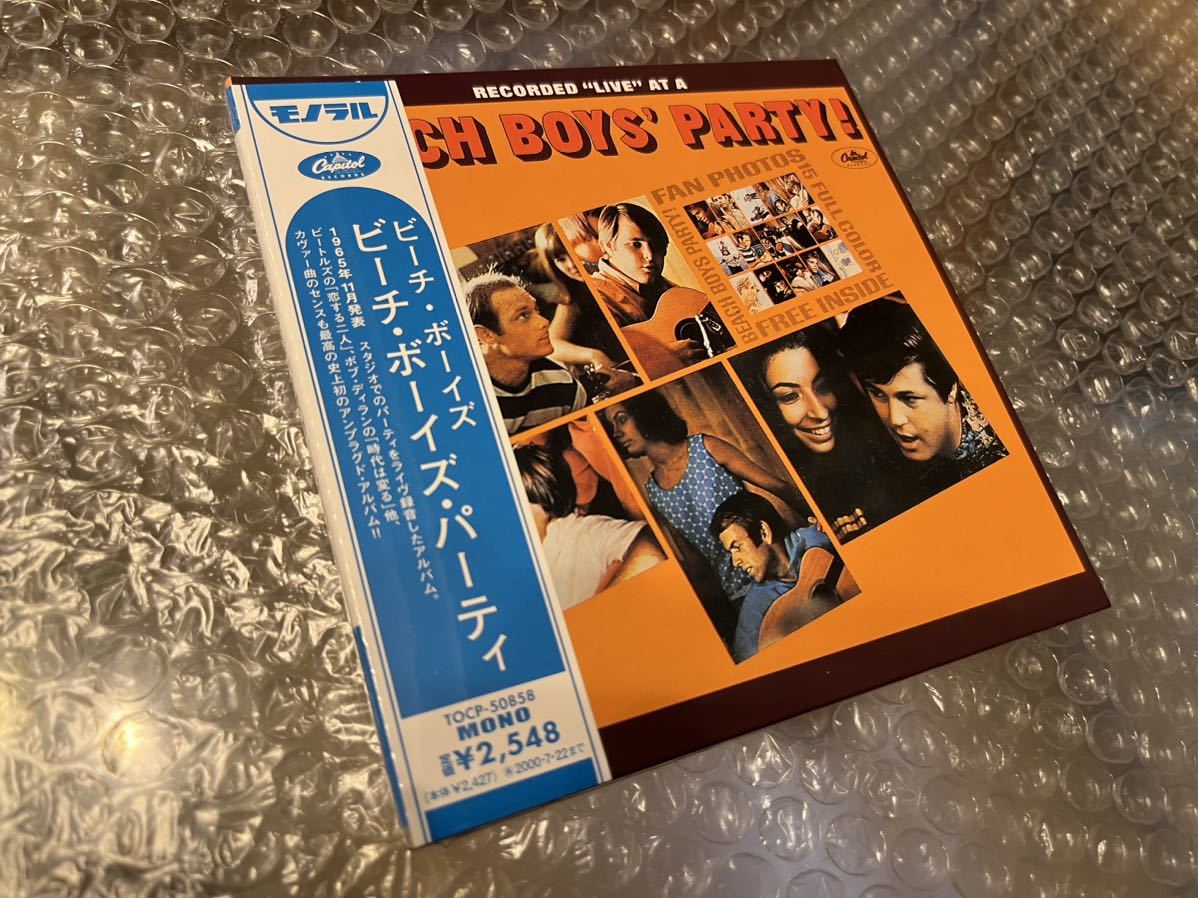 モノラル
Capitol
RECORDS
ビーチ・ボーイズ
ビーチ・ボーイズ・パーティ
1965年11月発表 スタジオでのパーティをライヴ録音したアルバム。
ビートルズの「恋する二人」、ボブ・ディランの「時代は変る」他、
カヴァー曲のセンスも最高の史上初のアンプラグド・アルバム!!
TOCP-50858
MONO
定価¥2,548
(本体¥2,427) 2000・7・22まで
RECORDED "LIVE" AT A
CH BOYS' PARTY!
Capitol
FAN PHOTOS
15 FULL COLOR
BEACH BOYS PARTY!
FREE INSIDE